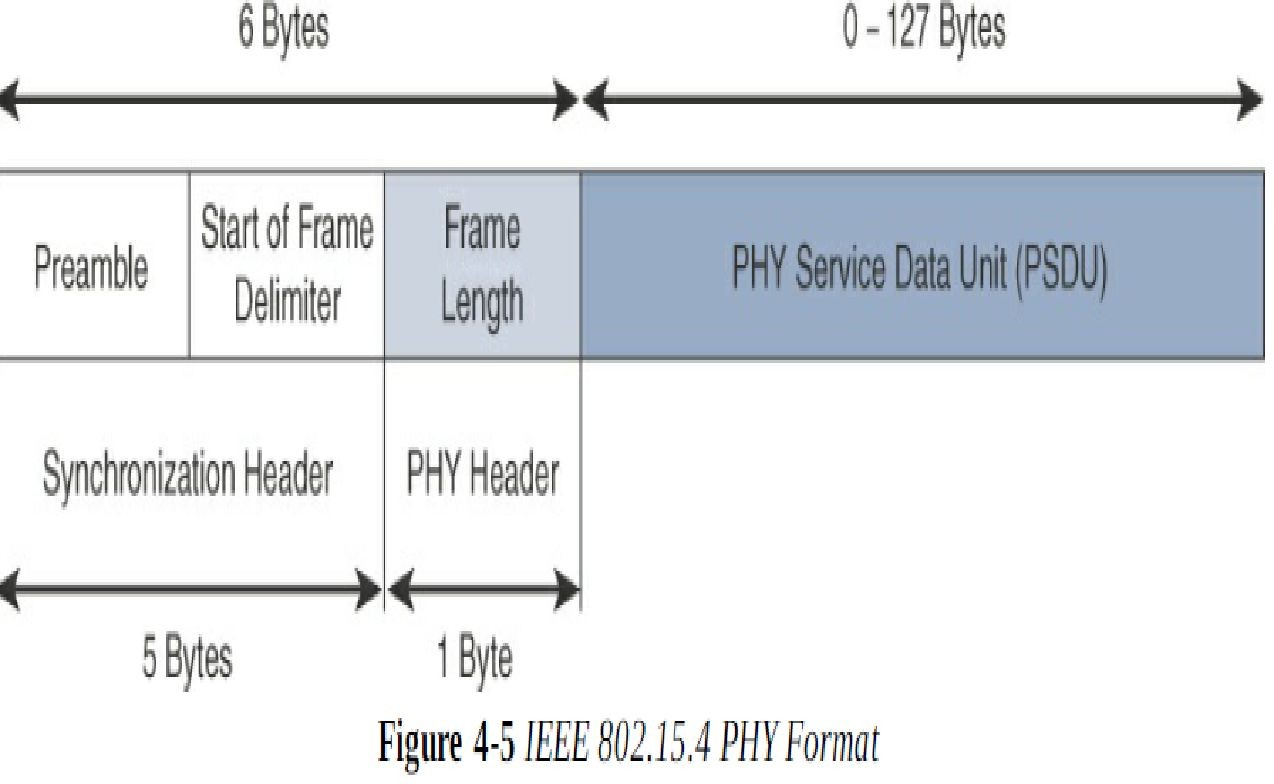 6 Bytes
0 – 127 Bytes
Preamble
Start of Frame
Delimiter
Frame
Length
PHY Service Data Unit (PSDU)
Synchronization Header
PHY Header
5 Bytes
1 Byte
Figure 4-5 IEEE 802.15.4 PHY Format